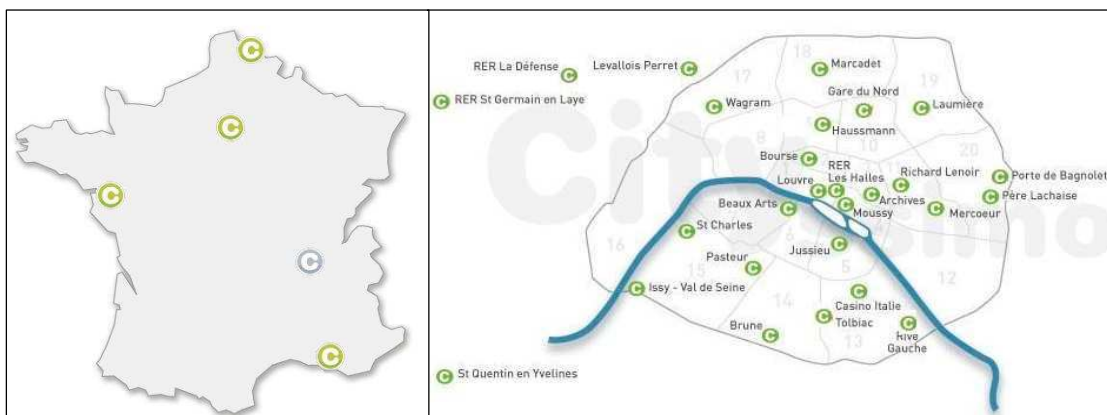 C
C
C
C
C
RER La Défense
Levallois Perret
18
Marcadet
RER St Germain en Laye
17
Gare du Nord
19
Wagram
Laumière
Haussmann
8
10
Bourse
20
RER
Les Halles
Richard Lenoir
Porte de Bagnolet
Louvre
Archives
Père Lachaise
Beaux Arts
Moussy
Mercoeur
St Charles
6
Jussieu
16
Pasteur
15
5
12
Issy - Val de Seine
14
Casino Italie
Brune
Tolbiac
Rive
Gauche
13
St Quentin en Yvelines